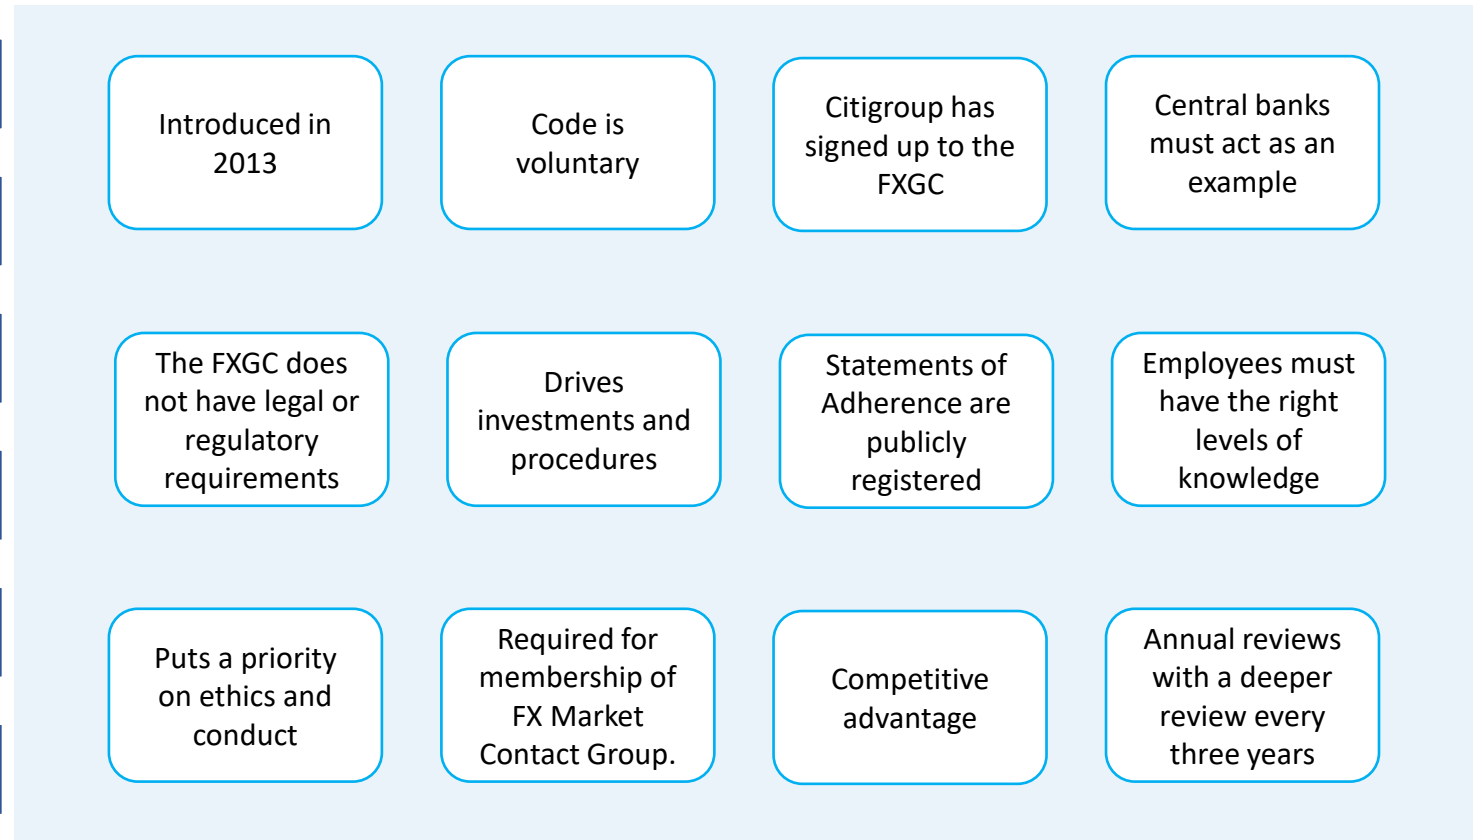 Introduced in
2013
Code is
voluntary
Citigroup has
signed up to the
FXGC
Central banks
must act as an
example
The FXGC does
not have legal or
regulatory
requirements
Drives
investments and
procedures
Statements of
Adherence are
publicly
registered
Employees must
have the right
levels of
knowledge
Puts a priority
on ethics and
conduct
Required for
membership of
FX Market
Contact Group.
Competitive
advantage
Annual reviews
with a deeper
review every
three years